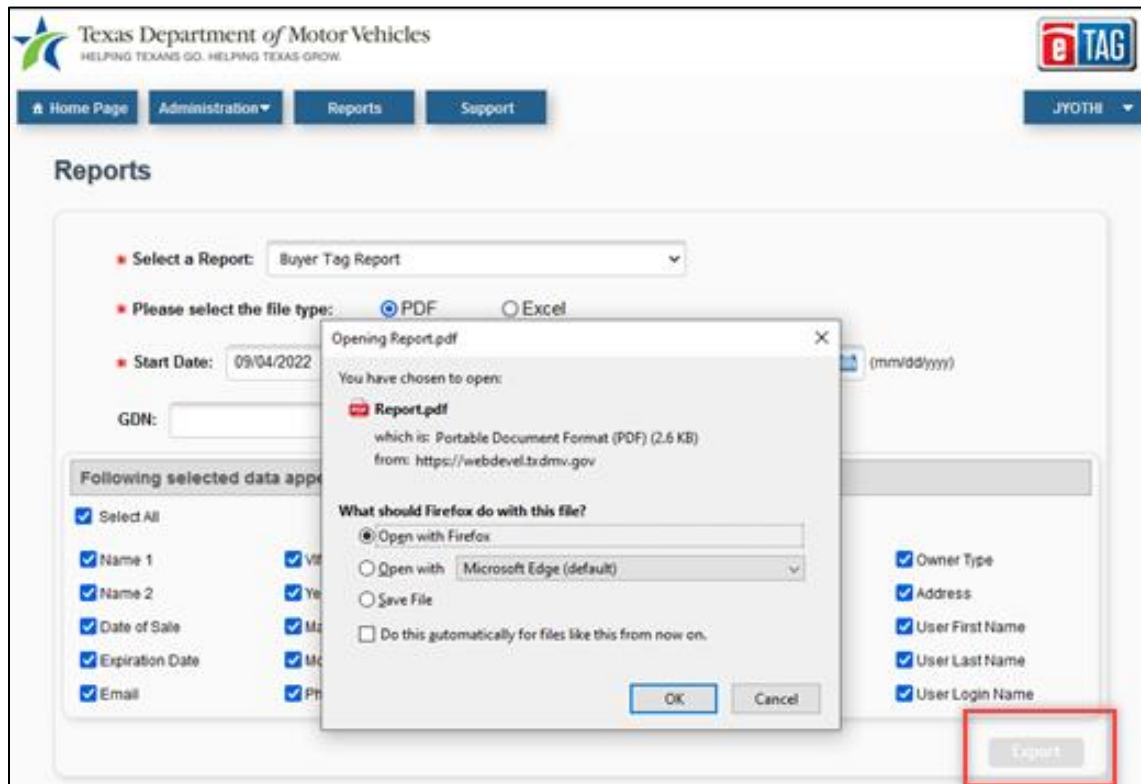 Texas Department of Motor Vehicles
HELPING TEXANS GO. HELPING TEXAS GROW.
e TAG
Home Page Administration Reports Support JYOTHI
Reports
* Select a Report: Buyer Tag Report
* Please select the file type: PDF Excel
Opening Report.pdf
* Start Date: 09/04/2022 (mm/dd/yyyy)
You have chosen to open:
Report.pdf
GDN:
which is: Portable Document Format (PDF) (2.6 KB)
from: https://webdevel.txdmv.gov
Following selected data appe
What should Firefox do with this file?
Select All
Open with Firefox
Name 1 Owner Type
Open with Microsoft Edge (default)
Name 2 Ye Address
Save File
Date of Sale Ma User First Name
Do this automatically for files like this from now on.
Expiration Date Mo User Last Name
Email Ph User Login Name
OK Cancel
Export